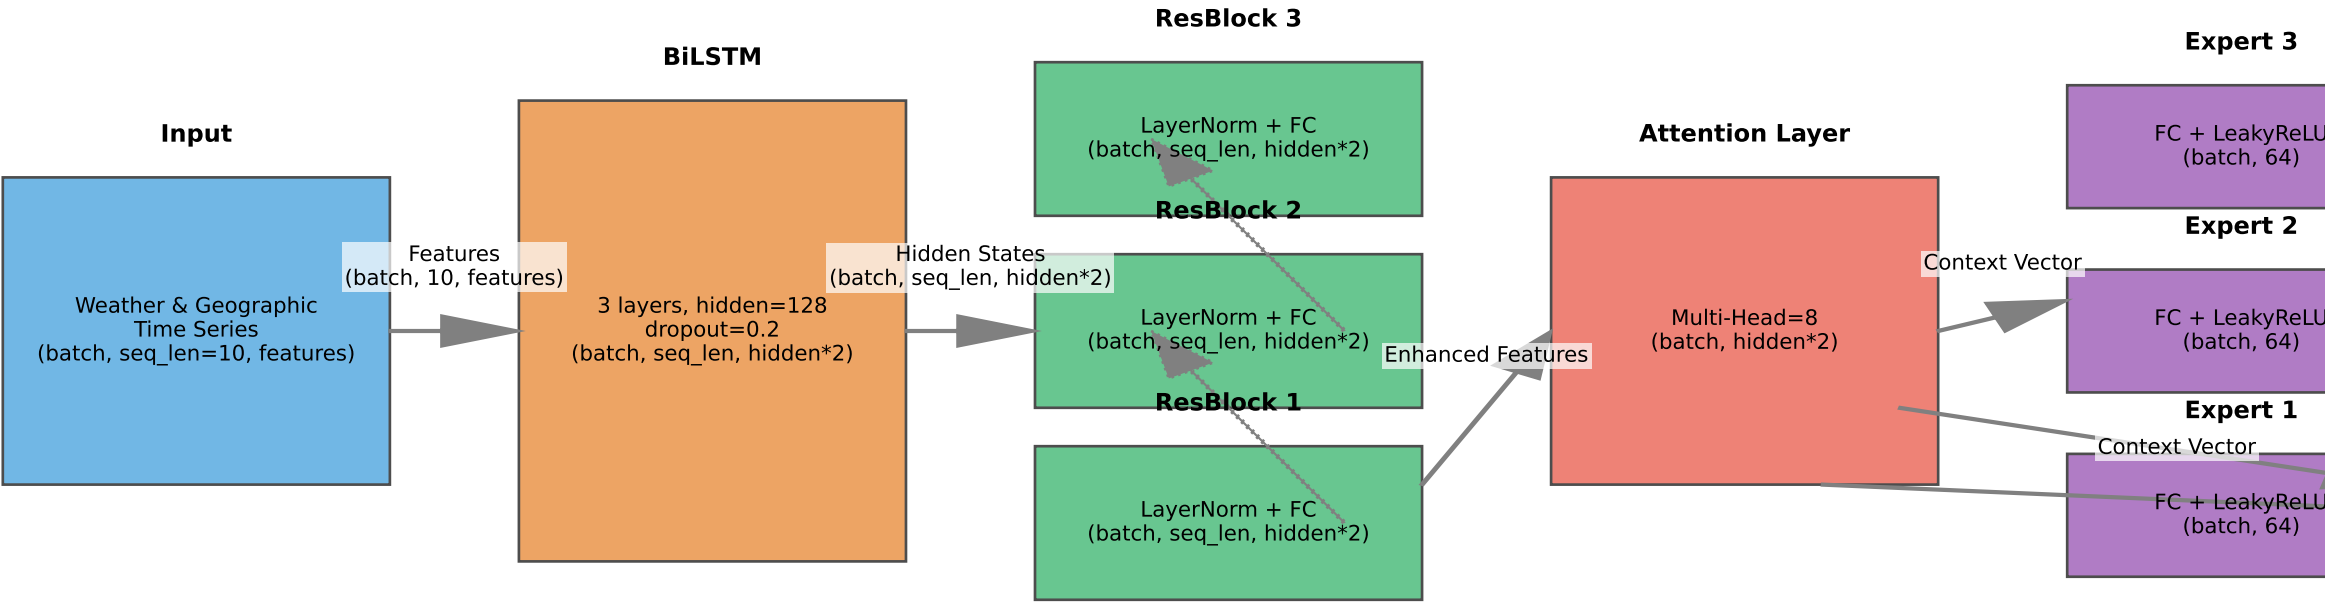 Input
Weather & Geographic
Time Series
(batch, seq_len=10, features)
Features
(batch, 10, features)
BiLSTM
3 layers, hidden=128
dropout=0.2
(batch, seq_len, hidden*2)
Hidden States
(batch, seq_len, hidden*2)
ResBlock 3
LayerNorm + FC
(batch, seq_len, hidden*2)
ResBlock 2
LayerNorm + FC
(batch, seq_len, hidden*2)
ResBlock 1
LayerNorm + FC
(batch, seq_len, hidden*2)
Enhanced Features
Attention Layer
Multi-Head=8
(batch, hidden*2)
Context Vector
Context Vector
Expert 3
FC + LeakyReLU
(batch, 64)
Expert 2
FC + LeakyReLU
(batch, 64)
Expert 1
FC + LeakyReLU
(batch, 64)